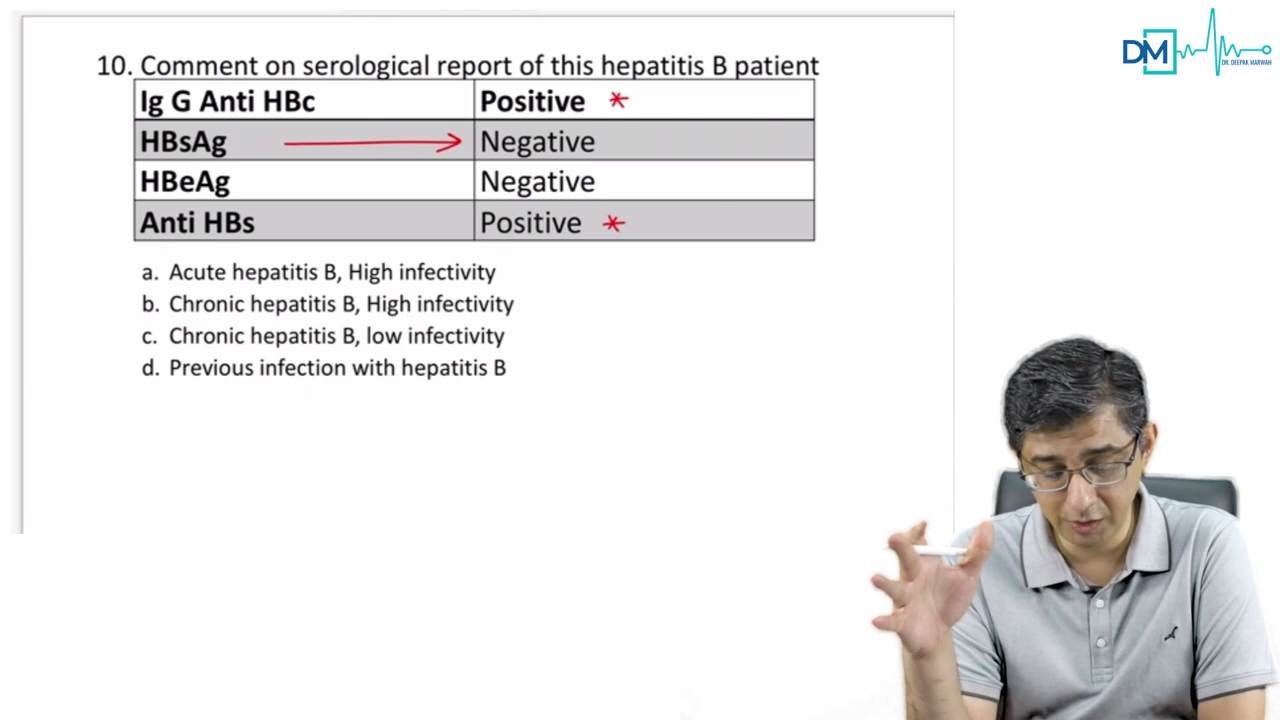 DM
DR. DEEPAK MARWAH
10. Comment on serological report of this hepatitis B patient
Ig G Anti HBc Positive *
HBsAg → Negative
HBeAg Negative
Anti HBs Positive *
a. Acute hepatitis B, High infectivity
b. Chronic hepatitis B, High infectivity
c. Chronic hepatitis B, low infectivity
d. Previous infection with hepatitis B